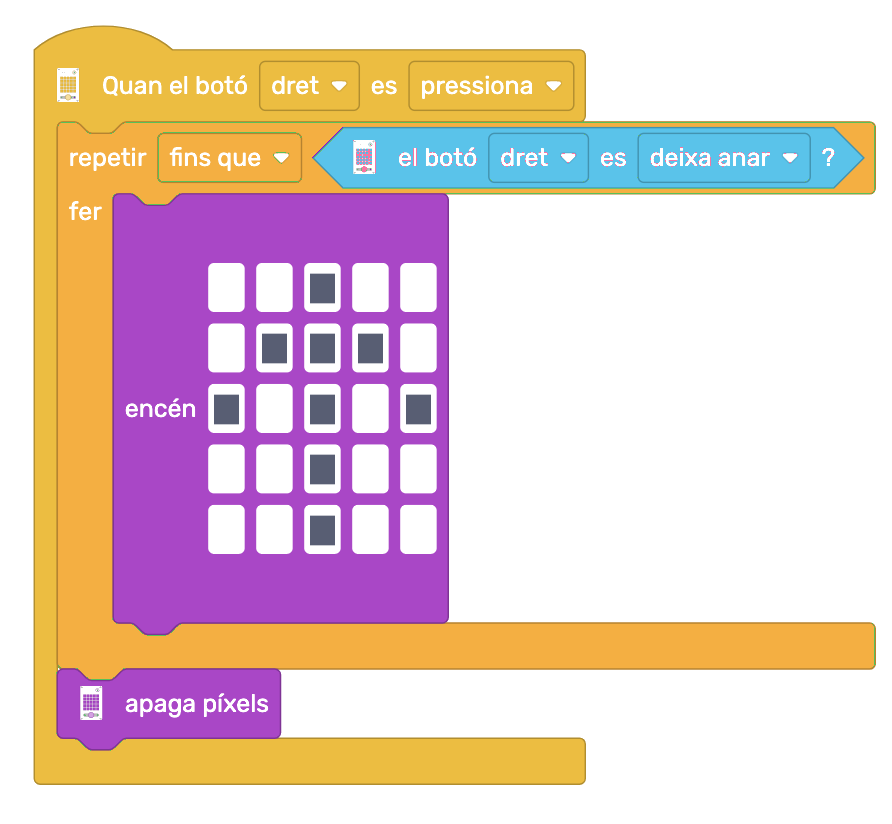 Quan el botó dret es pressiona
repetir fins que el botó dret es deixa anar ?
fer
encén
apaga píxels